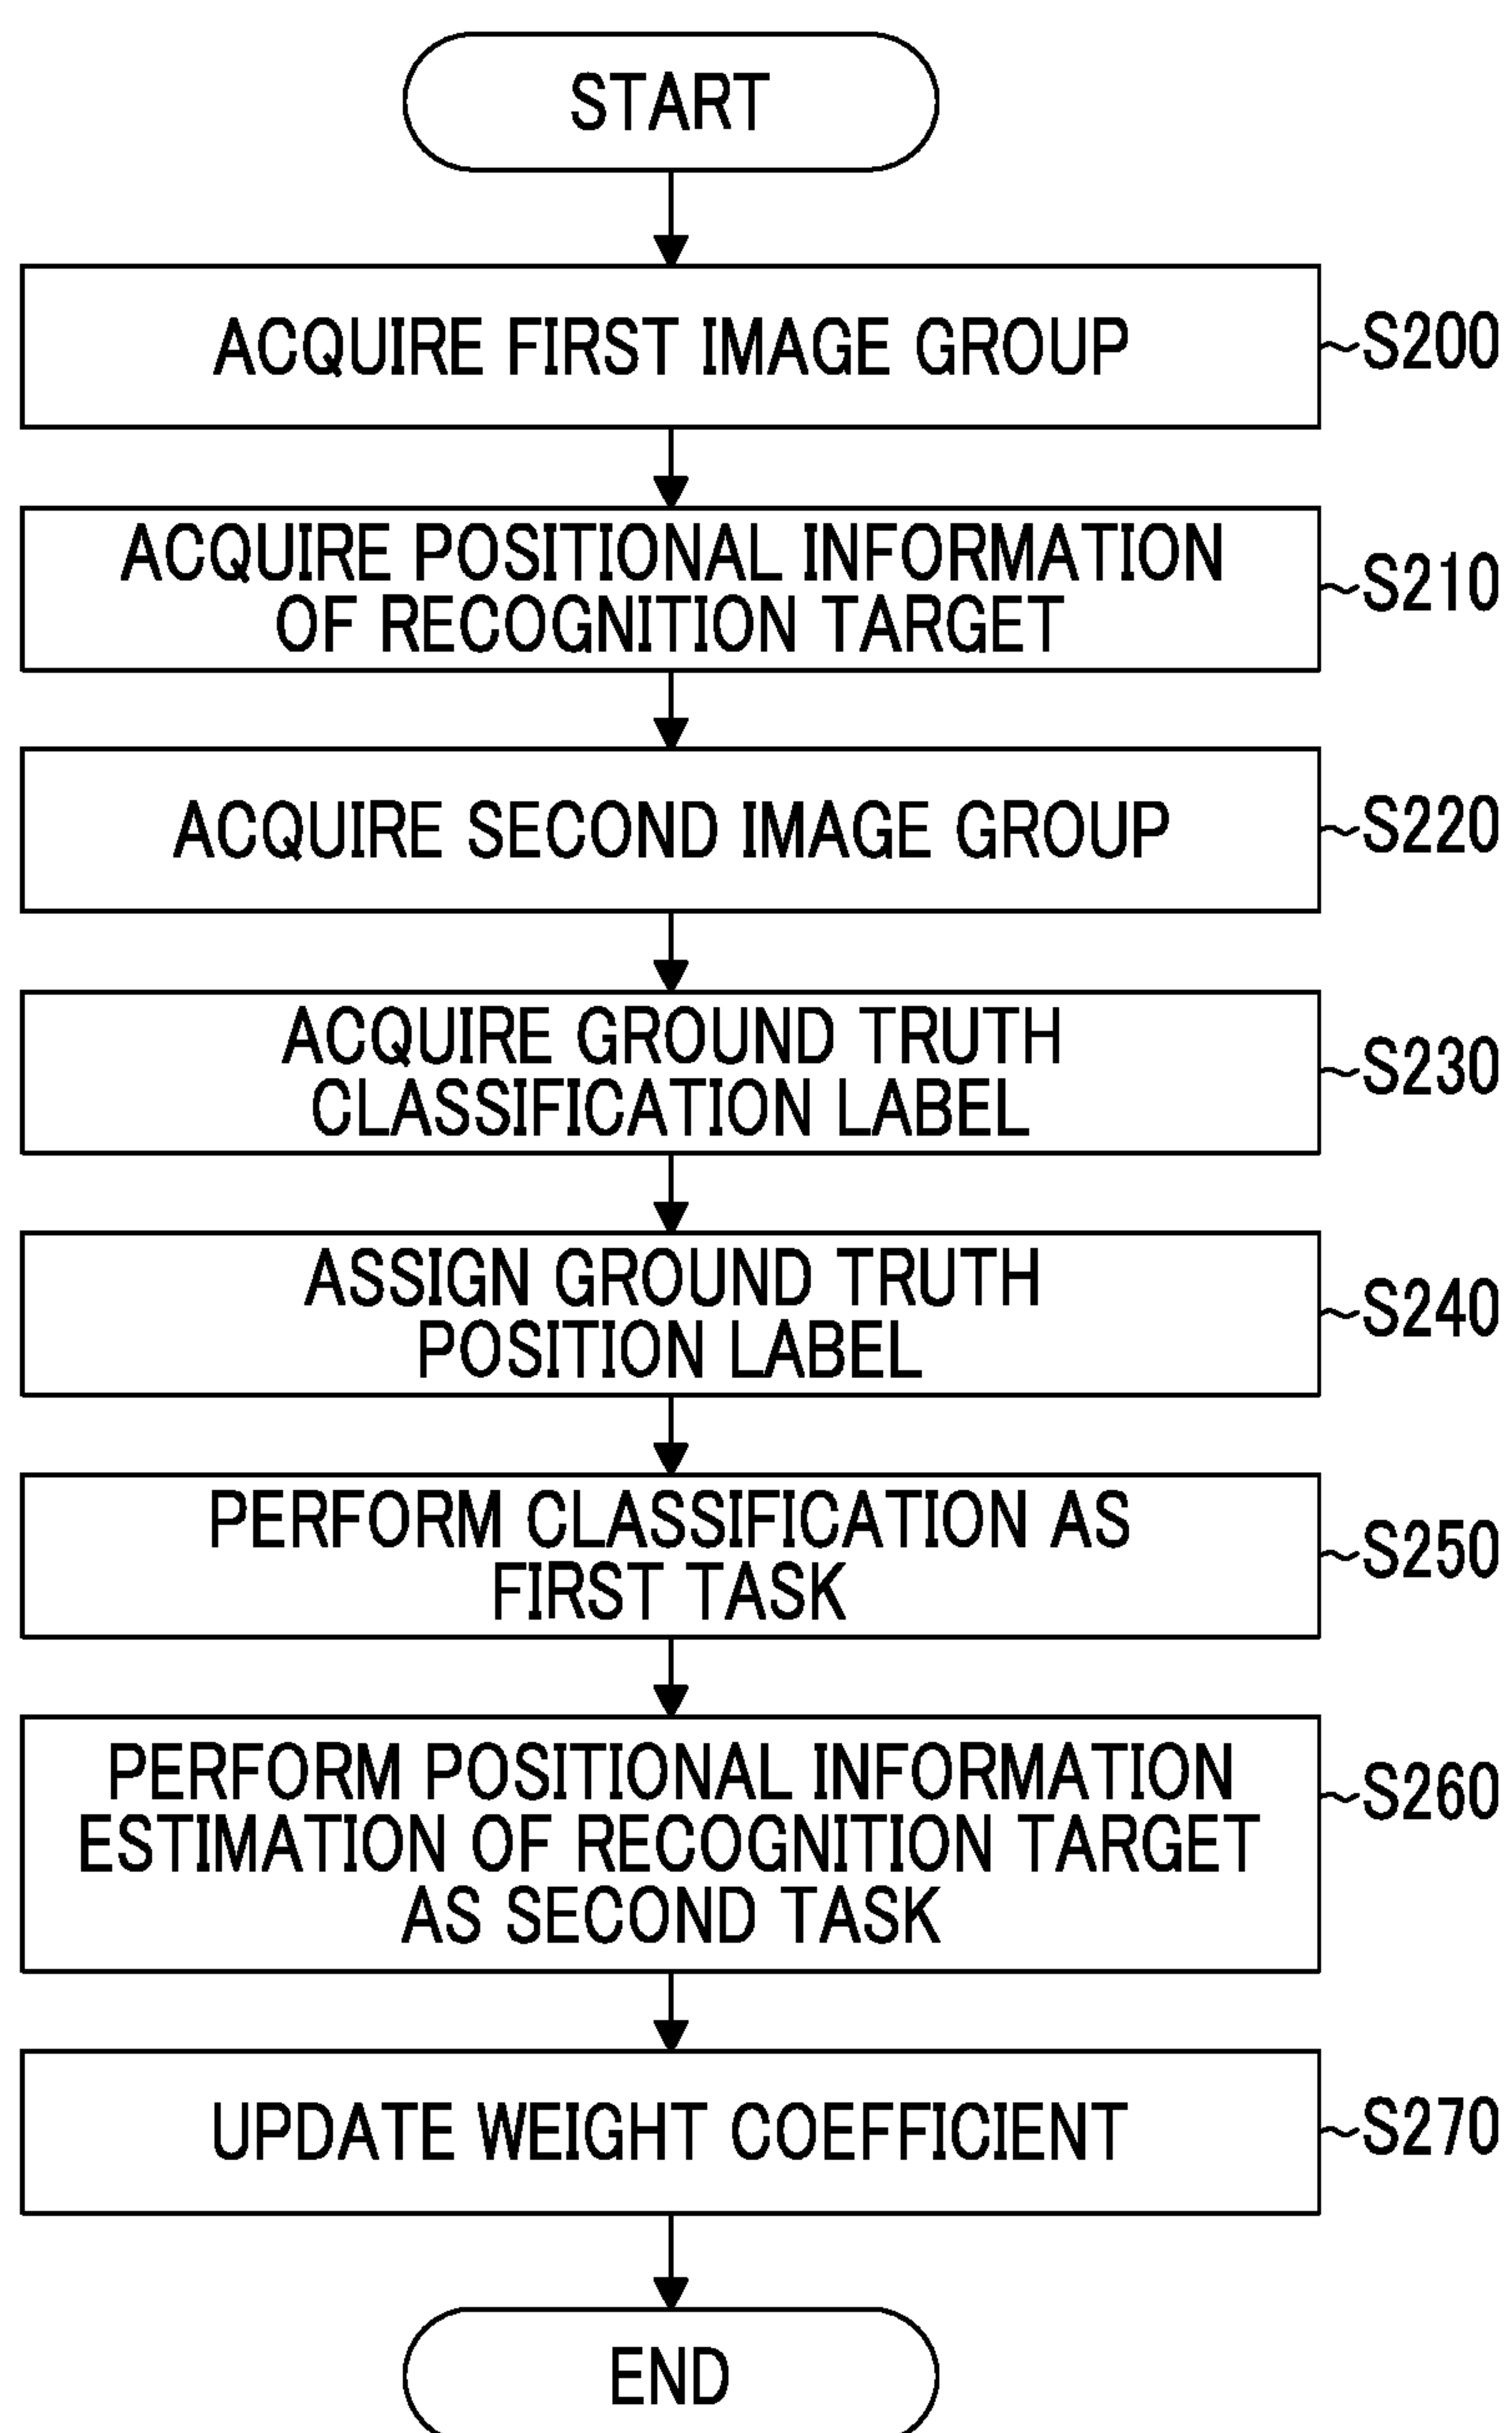 START
ACQUIRE FIRST IMAGE GROUP
S200
ACQUIRE POSITIONAL INFORMATION
OF RECOGNITION TARGET
S210
ACQUIRE SECOND IMAGE GROUP
S220
ACQUIRE GROUND TRUTH
CLASSIFICATION LABEL
S230
ASSIGN GROUND TRUTH
POSITION LABEL
S240
PERFORM CLASSIFICATION AS
FIRST TASK
S250
PERFORM POSITIONAL INFORMATION
ESTIMATION OF RECOGNITION TARGET
AS SECOND TASK
S260
UPDATE WEIGHT COEFFICIENT
S270
END